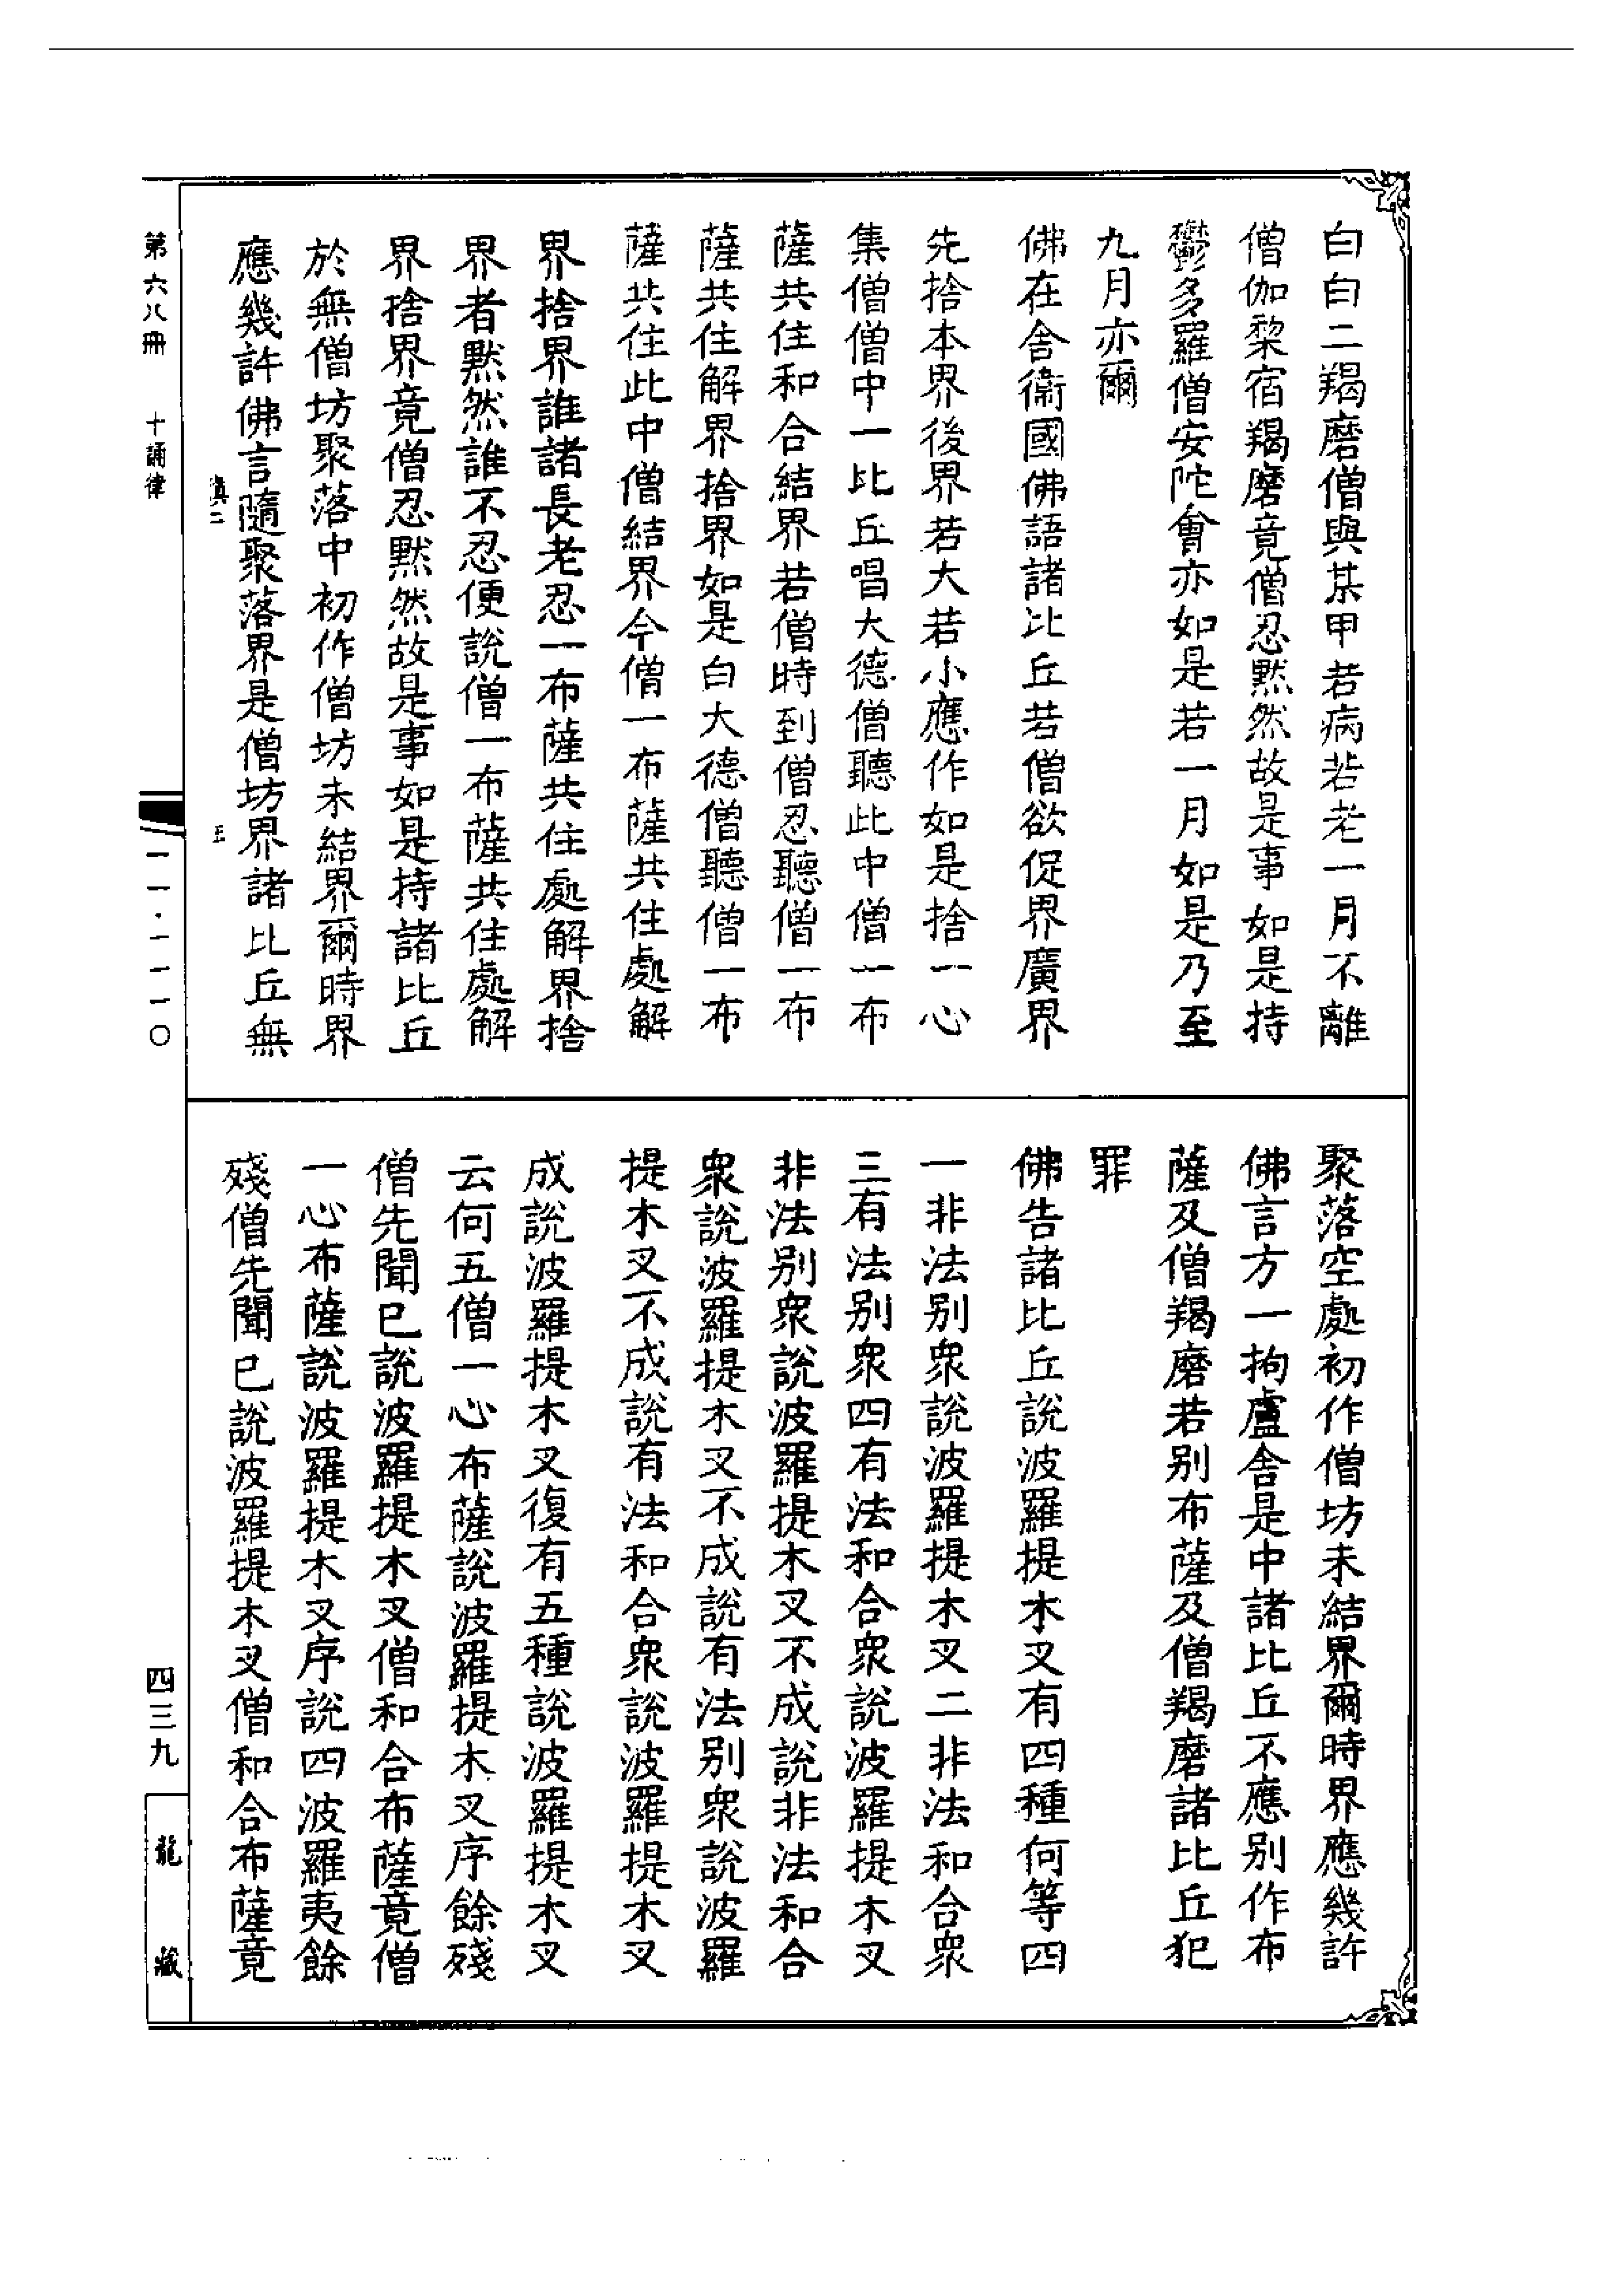 白白二羯磨僧與某甲若病若老一月不離
僧伽棃宿羯磨竟僧忍默然故是事如是持
鬱多羅僧安陀會亦如是若一月如是乃至
九月亦爾
佛在舍衞國佛語諸比丘若僧欲促界廣界
先捨本界後界若大若小應作如是捨一心
集僧僧中一比丘唱大德僧聽此中僧一布
薩共住和合結界若僧時到僧忍聽僧一布
薩共住解界捨界如是白大德僧聽僧一布
薩共住此中僧結界今僧一布薩共住處解
界捨界誰諸長老忍一布薩共住處解界捨
界者默然誰不忍便說僧一布薩共住處解
界捨界竟僧忍默然故是事如是持諸比丘
於無僧坊聚落中初作僧坊未結界爾時界
應幾許佛言隨聚落界是僧坊界諸比丘無
聚落空處初作僧坊未結界爾時界應幾許
佛言方一拘盧舍是中諸比丘不應别作布
薩及僧羯磨若别布薩及僧羯磨諸比丘犯
罪
佛告諸比丘說波羅提木叉有四種何等四
一非法别衆說波羅提木叉二非法和合衆
三有法别衆四有法和合衆說波羅提木叉
非法别衆說波羅提木叉不成說非法和合
衆說波羅提木叉不成說有法别衆說波羅
提木叉不成說有法和合衆說波羅提木叉
成說波羅提木叉復有五種說波羅提木叉
云何五僧一心布薩說波羅提木叉序餘殘
僧先聞已說波羅提木叉僧和合布薩竟僧
一心布薩說波羅提木叉序說四波羅夷餘
殘僧先聞已說波羅提木叉僧和合布薩竟
第六八冊 十誦律
一一·一一一〇
四三九
龍藏